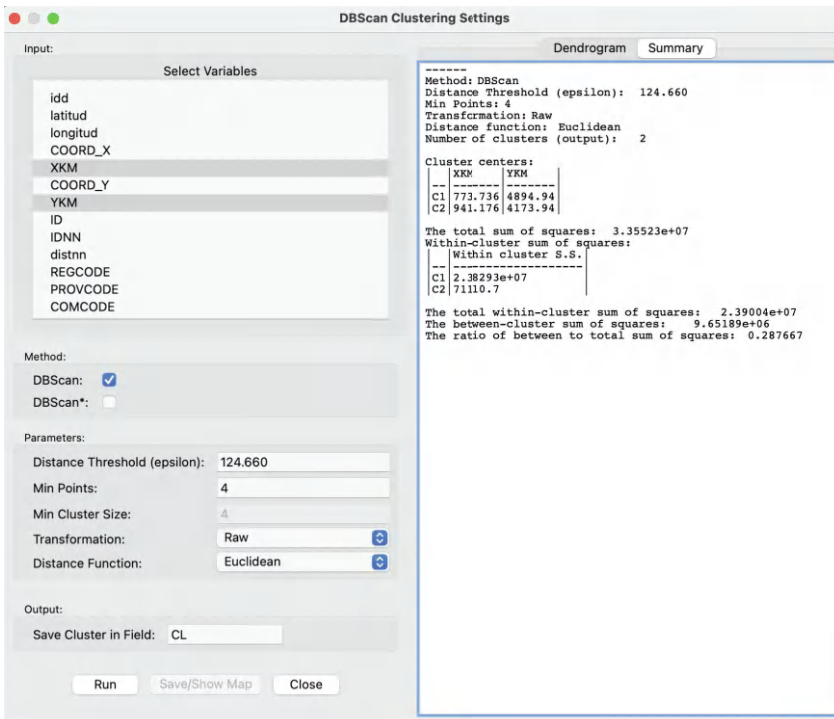 DBScan Clustering Settings
Input:
Select Variables
idd
latitud
longitud
COORD_X
XKM
COORD_Y
YKM
ID
IDNN
distnn
REGCODE
PROVCODE
COMCODE
Method:
DBScan:
DBScan*:
Parameters:
Distance Threshold (epsilon): 124.660
Min Points: 4
Min Cluster Size: 4
Transformation: Raw
Distance Function: Euclidean
Output:
Save Cluster in Field: CL
Run Save/Show Map Close
Dendrogram Summary
------
Method: DBScan
Distance Threshold (epsilon): 124.660
Min Points: 4
Transformation: Raw
Distance function: Euclidean
Number of clusters (output): 2
Cluster centers:
| |XKM |YKM |
|--|-------|-------|
|C1|773.736|4894.94|
|C2|941.176|4173.94|
The total sum of squares: 3.35523e+07
Within-cluster sum of squares:
| |Within cluster S.S.|
|--|-------------------|
|C1|2.38293e+07 |
|C2|71110.7 |
The total within-cluster sum of squares: 2.39004e+07
The between-cluster sum of squares: 9.65189e+06
The ratio of between to total sum of squares: 0.287667